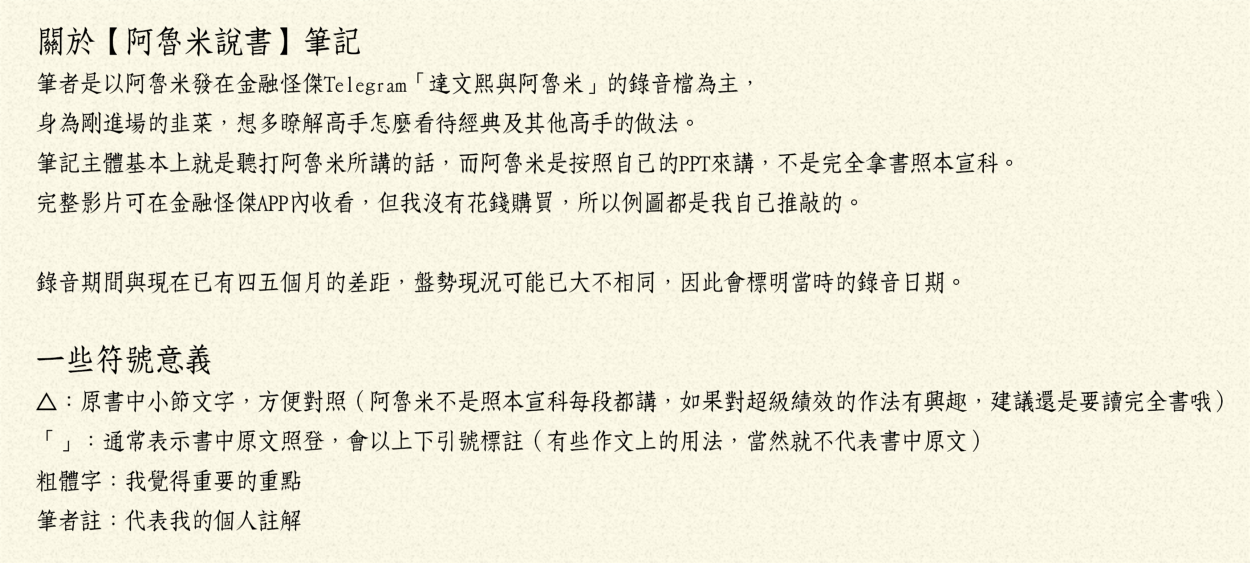 關於【阿魯米說書】筆記
筆者是以阿魯米發在金融怪傑Telegram「達文熙與阿魯米」的錄音檔為主，
身為剛進場的韭菜，想多瞭解高手怎麼看待經典及其他高手的做法。
筆記主體基本上就是聽打阿魯米所講的話，而阿魯米是按照自己的PPT來講，不是完全拿書照本宣科。
完整影片可在金融怪傑APP內收看，但我沒有花錢購買，所以例圖都是我自己推敲的。
錄音期間與現在已有四五個月的差距，盤勢現況可能已大不相同，因此會標明當時的錄音日期。
一些符號意義
△：原書中小節文字，方便對照（阿魯米不是照本宣科每段都講，如果對超級績效的作法有興趣，建議還是要讀完全書哦）
「」：通常表示書中原文照登，會以上下引號標註（有些作文上的用法，當然就不代表書中原文）
粗體字：我覺得重要的重點
筆者註：代表我的個人註解